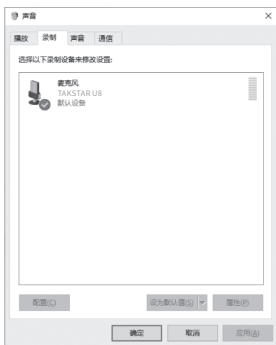 声音
播放 录制 声音 通信
选择以下录制设备来修改设置:
麦克风
TAKSTAR U8
默认设备
配置(C) 设为默认值(S) 属性(P)
确定 取消 应用(A)